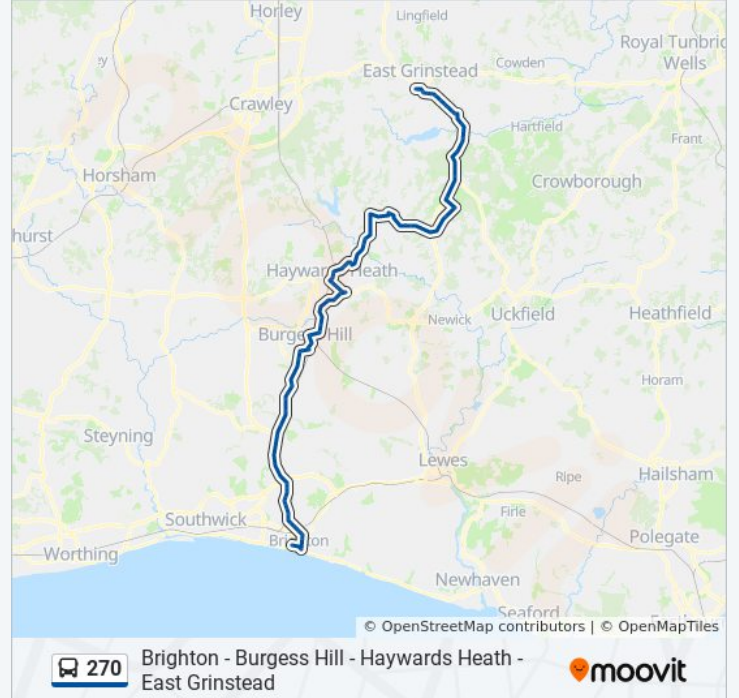 Horley
Lingfield
Royal Tunbridg
Wells
East Grinstead
Cowden
ey
Crawley
Hartfield
Frant
Horsham
Crowborough
hurst
Haywards Heath
Newick
Uckfield
Heathfield
Burgess Hill
Horam
Steyning
Lewes
Ripe
Hailsham
Southwick
Firle
Polegate
Brighton
Worthing
Newhaven
Seaford
© OpenStreetMap contributors | © OpenMapTiles
270
Brighton - Burgess Hill - Haywards Heath -
East Grinstead
moovit